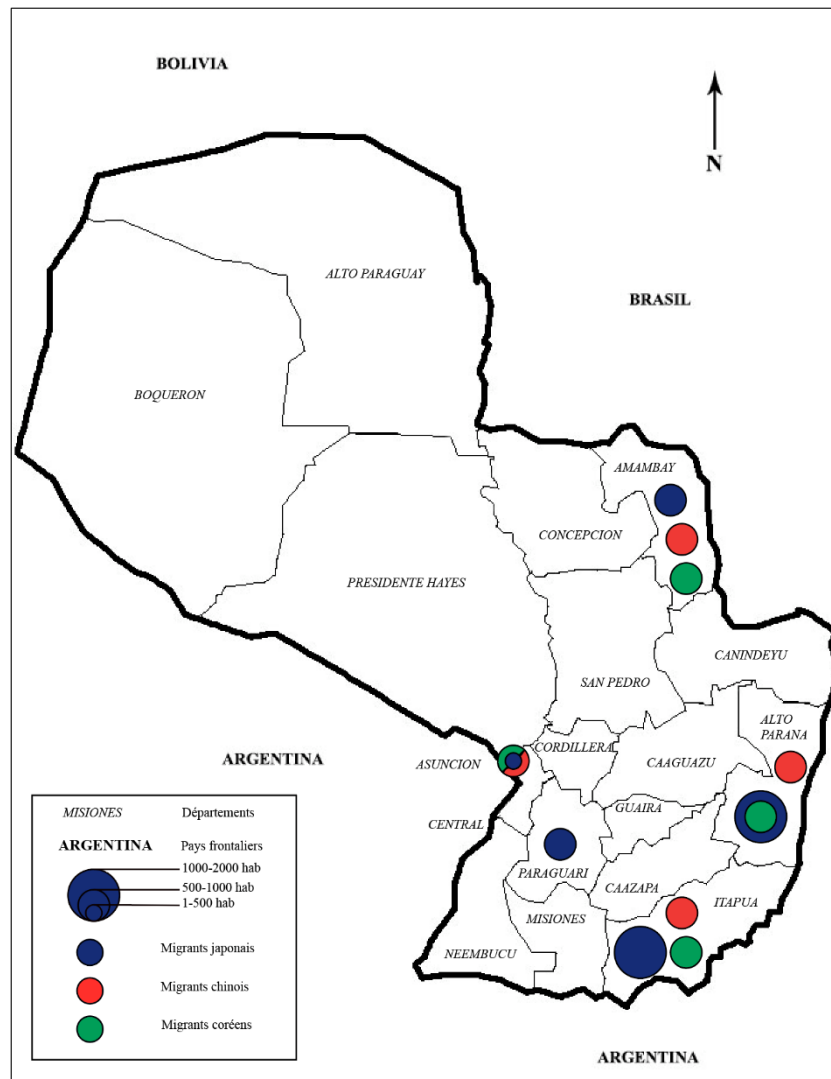 BOLIVIA
N
ALTO PARAGUAY
BRASIL
BOQUERON
AMAMBAY
CONCEPCION
PRESIDENTE HAYES
CANINDEYU
SAN PEDRO
ALTO
PARANA
CORDILLERA
ARGENTINA
ASUNCION
CAAGUAZU
GUAIRA
CENTRAL
PARAGUARI
CAAZAPA
ITAPUA
MISIONES
NEEMBUCU
MISIONES Départements
ARGENTINA Pays frontaliers
1000-2000 hab
500-1000 hab
1-500 hab
Migrants japonais
Migrants chinois
Migrants coréens
ARGENTINA